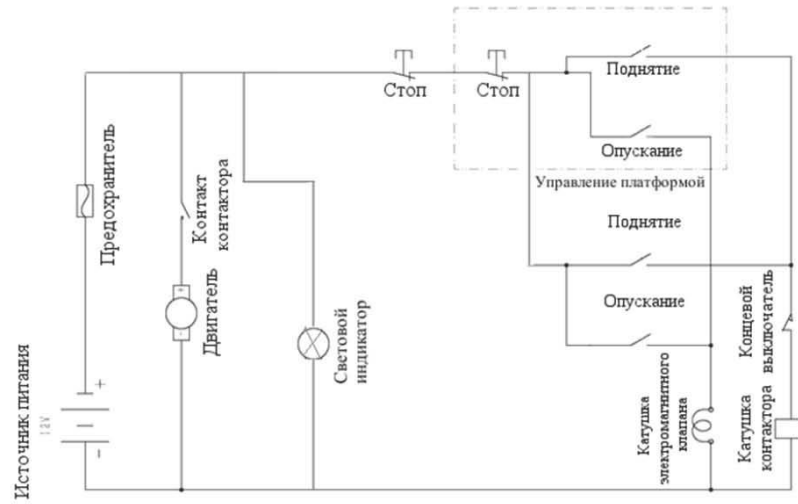 Стоп
Стоп
Поднятие
Опускание
Управление платформой
Поднятие
Опускание
Предохранитель
Контакт
контактора
Двигатель
Световой
индикатор
Концевой
выключатель
Источник питания
12V
+
−
Катушка
электромагнитного
клапана
Катушка
контактора